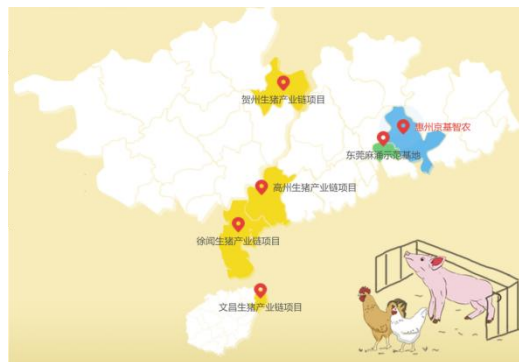 贺州生猪产业链项目
惠州京基智农
东莞麻涌示范基地
高州生猪产业链项目
徐闻生猪产业链项目
文昌生猪产业链项目